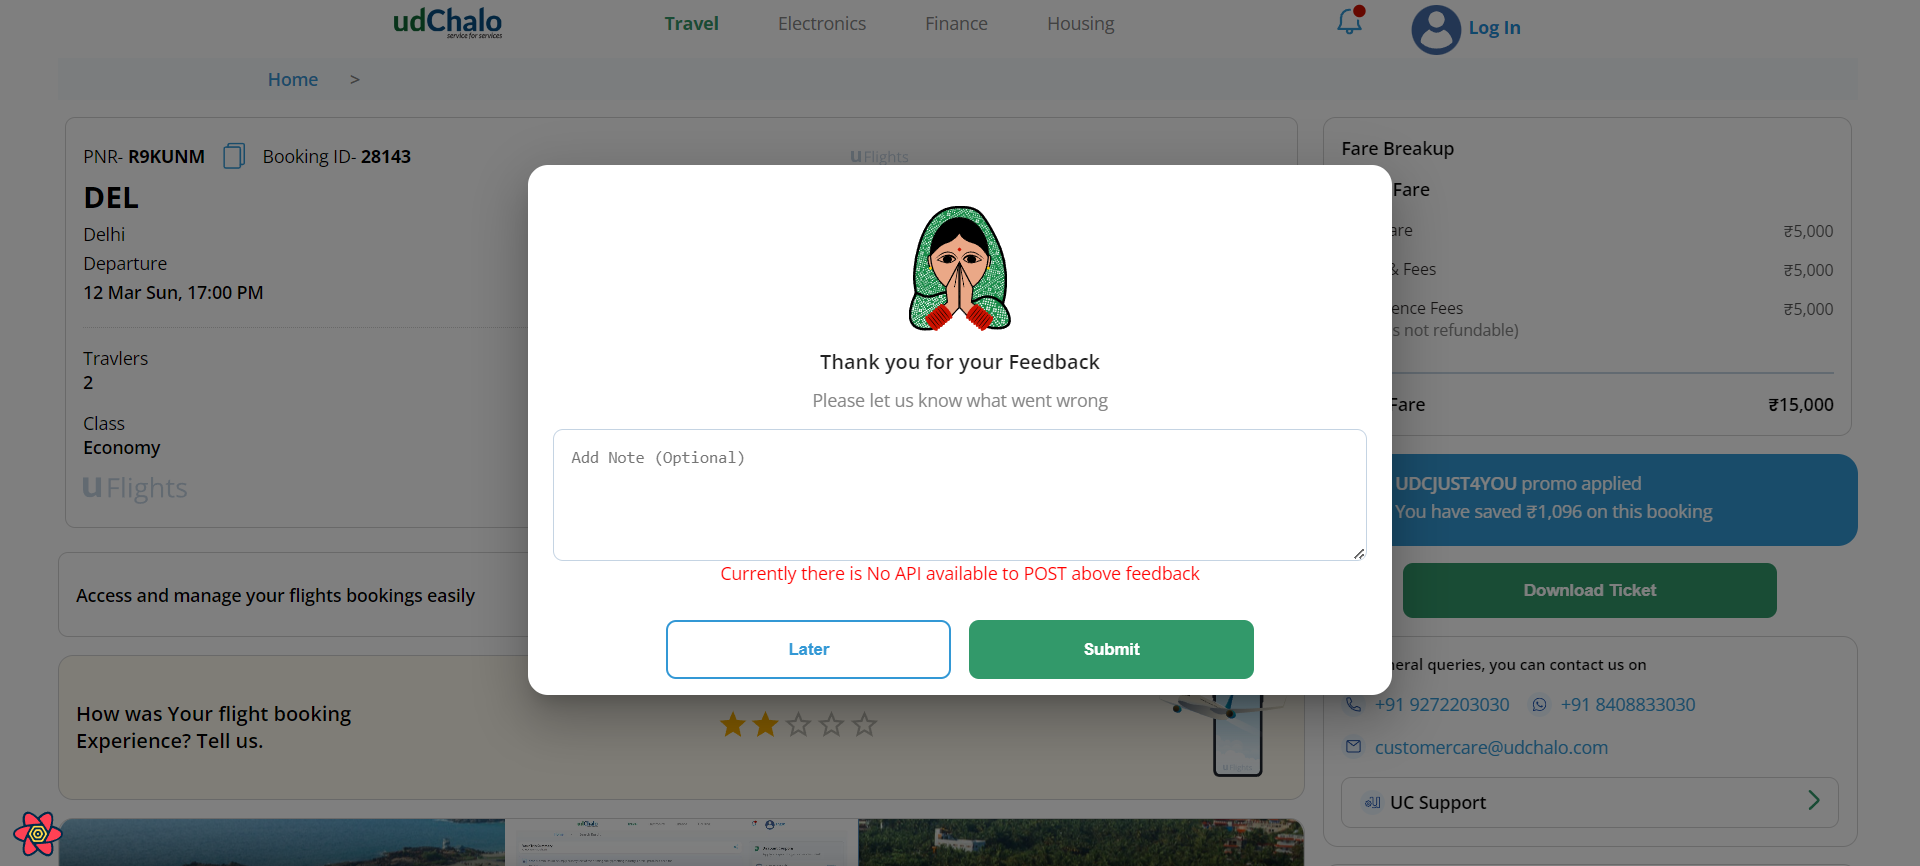 udChalo
service for services
Travel
Electronics
Finance
Housing
Log In
Home >
PNR- R9KUNM
Booking ID- 28143
uFlights
DEL
Delhi
Departure
12 Mar Sun, 17:00 PM
Travlers
2
Class
Economy
uFlights
Access and manage your flights bookings easily
How was Your flight booking
Experience? Tell us.
Thank you for your Feedback
Please let us know what went wrong
Add Note (Optional)
Currently there is No API available to POST above feedback
Later
Submit
Fare Breakup
Fare
are ₹5,000
& Fees ₹5,000
ence Fees ₹5,000
s not refundable)
Fare ₹15,000
UDCJUST4YOU promo applied
You have saved ₹1,096 on this booking
Download Ticket
neral queries, you can contact us on
+91 9272203030
+91 8408833030
customercare@udchalo.com
UC Support
uFlights
udChalo